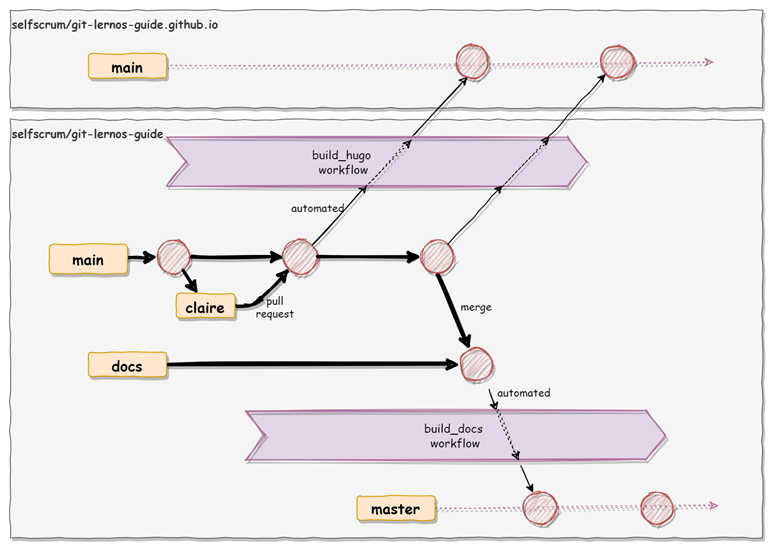 selfscrum/git-lernos-guide.github.io
main
selfscrum/git-lernos-guide
build_hugo
workflow
automated
main
claire
pull
request
merge
docs
automated
build_docs
workflow
master